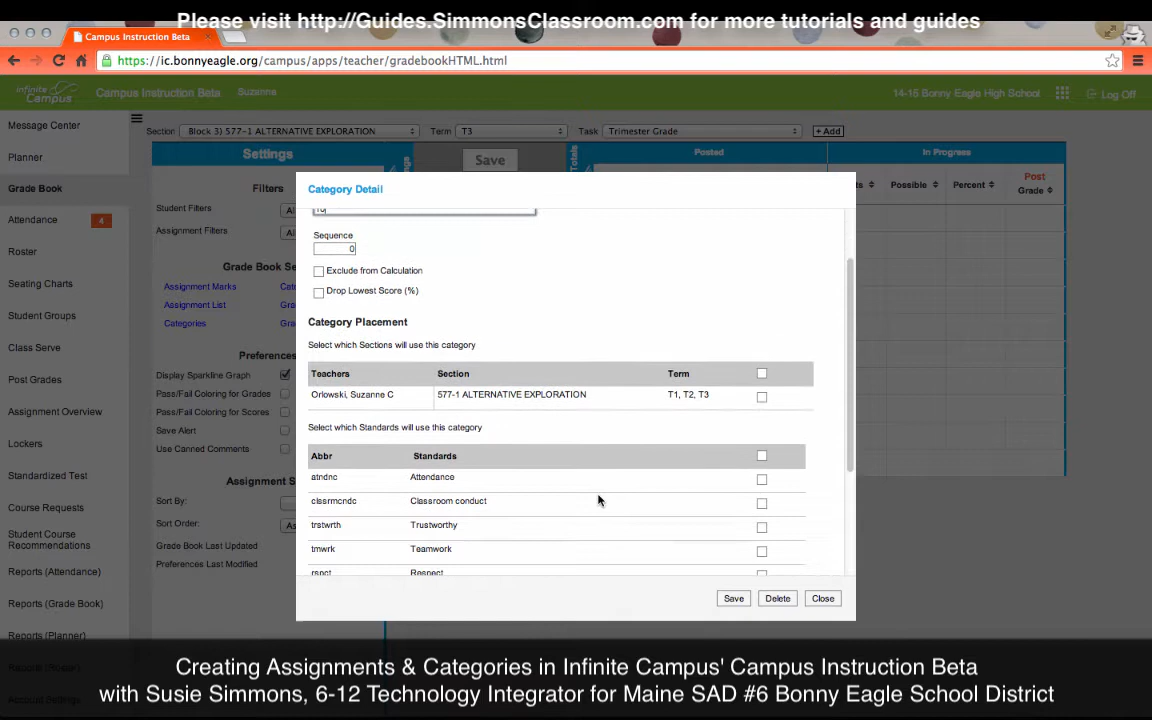 Please visit http://Guides.SimmonsClassroom.com for more tutorials and guides
Campus Instruction Beta
https://ic.bonnyeagle.org/campus/apps/teacher/gradebookHTML.html
Infinite Campus
Campus Instruction Beta
Suzanne
14-15 Bonny Eagle High School
Log Off
Message Center
Planner
Grade Book
Attendance
4
Roster
Seating Charts
Student Groups
Class Serve
Post Grades
Assignment Overview
Lockers
Standardized Test
Course Requests
Student Course
Recommendations
Reports (Attendance)
Reports (Grade Book)
Reports (Planner)
Reports (Roster)
Account Settings
Section
Block 3) 577-1 ALTERNATIVE EXPLORATION
Term
T3
Task
Trimester Grade
+Add
Settings
Save
Totals
Posted
In Progress
Possible
Percent
Post
Grade
Filters
Student Filters
Assignment Filters
Assignment Marks
Assignment List
Categories
Display Sparkline Graph
Pass/Fail Coloring for Grades
Pass/Fail Coloring for Scores
Save Alert
Use Canned Comments
Sort By:
Sort Order:
Grade Book Last Updated
Preferences Last Modified
Category Detail
Sequence
0
Exclude from Calculation
Drop Lowest Score (%)
Category Placement
Select which Sections will use this category
Teachers
Section
Term
Orlowski, Suzanne C
577-1 ALTERNATIVE EXPLORATION
T1, T2, T3
Select which Standards will use this category
Abbr
Standards
atndnc
Attendance
clssrmcndc
Classroom conduct
trstwrth
Trustworthy
tmwrk
Teamwork
rspct
Respect
Save
Delete
Close
Creating Assignments & Categories in Infinite Campus' Campus Instruction Beta
with Susie Simmons, 6-12 Technology Integrator for Maine SAD #6 Bonny Eagle School District